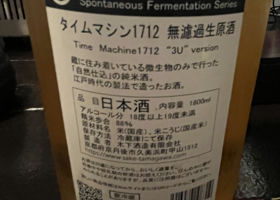 Spontaneous Fermentation Series
タイムマシン1712 無濾過生原酒
Time Machine1712 "3U" version
蔵に住み着いている微生物のみで行った
「自然仕込」の純米酒。
江戸時代の製法で造ったお酒。
品目 日本酒 、内容量 1800ml
アルコール分 18度以上19度未満
精米歩合 88%
原材料名 米(国産)、米こうじ(国産米)
保存方法 冷蔵庫にて保存
製造者 木下酒造有限会社
京都府京丹後市久美浜町甲山1512
www.sake-tamagawa.com
要冷蔵